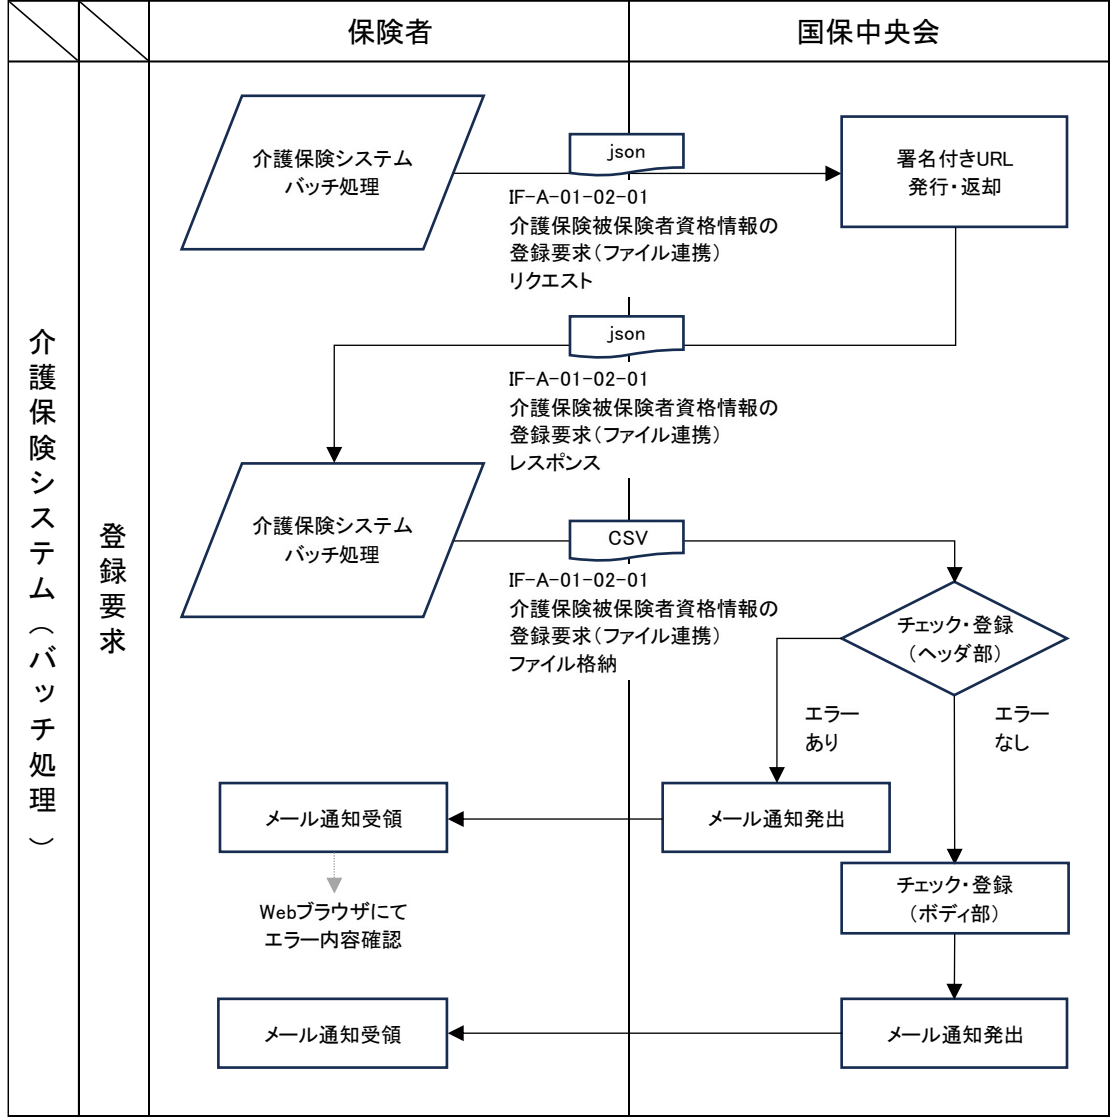 保険者
国保中央会
介護保険システム（バッチ処理）
登録要求
介護保険システム
バッチ処理
json
署名付きURL
発行・返却
IF-A-01-02-01
介護保険被保険者資格情報の
登録要求（ファイル連携）
リクエスト
json
IF-A-01-02-01
介護保険被保険者資格情報の
登録要求（ファイル連携）
レスポンス
介護保険システム
バッチ処理
CSV
IF-A-01-02-01
介護保険被保険者資格情報の
登録要求（ファイル連携）
ファイル格納
チェック・登録
（ヘッダ部）
エラー
あり
エラー
なし
メール通知受領
メール通知発出
Webブラウザにて
エラー内容確認
チェック・登録
（ボディ部）
メール通知受領
メール通知発出